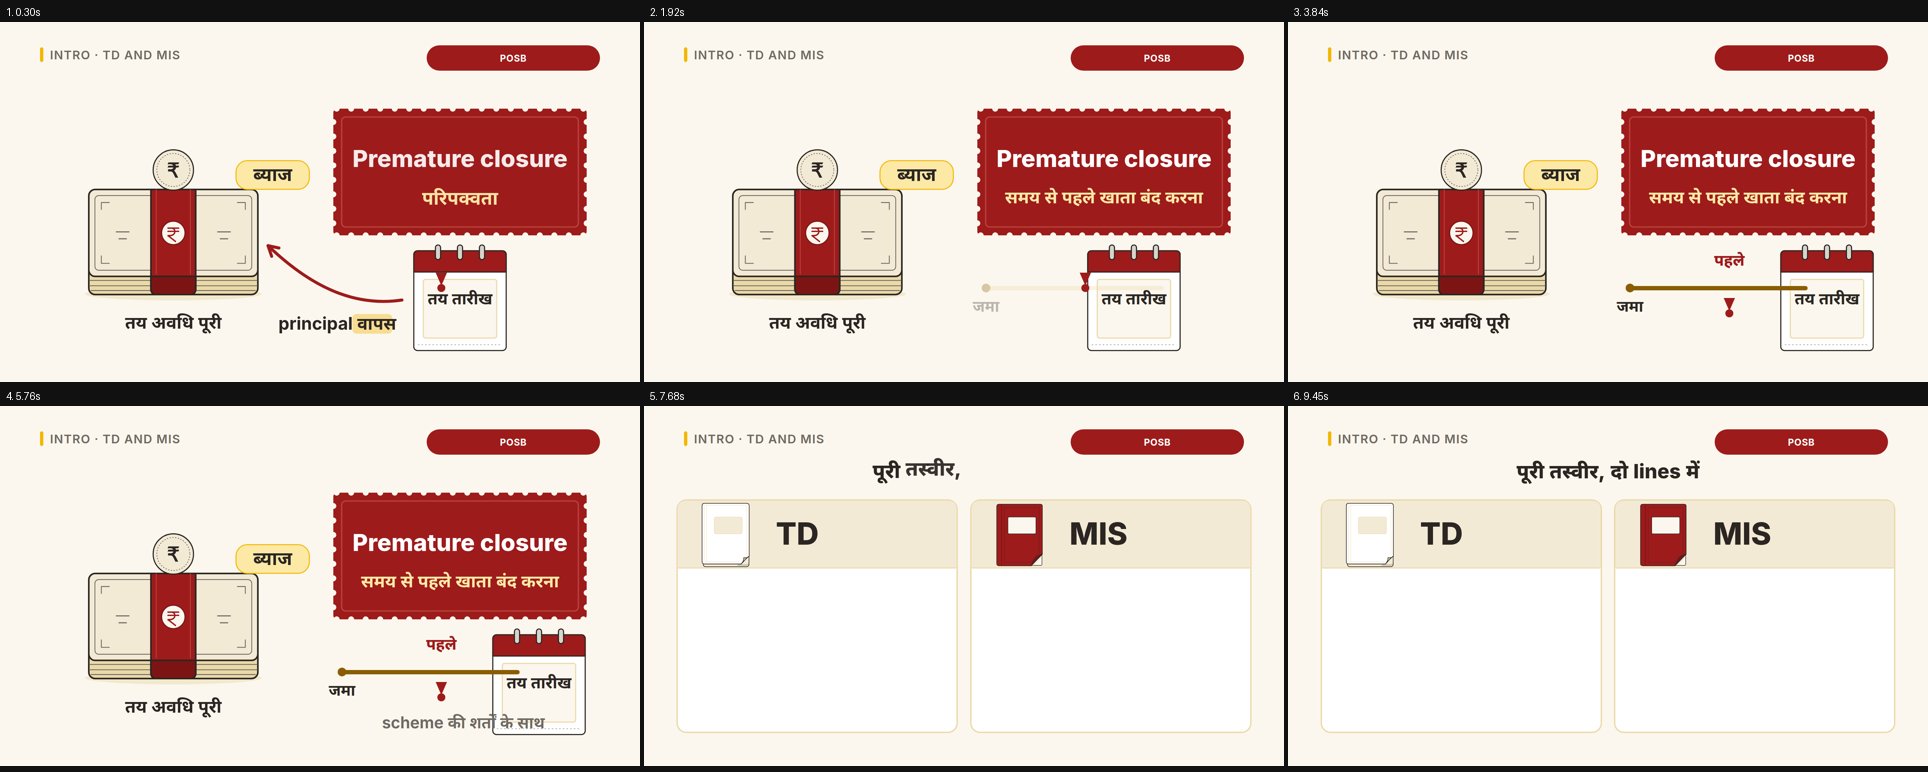 1. 0.30s
INTRO · TD AND MIS
POSB
Premature closure
परिपक्वता
₹
ब्याज
₹
तय तारीख
तय अवधि पूरी
principal वापस
2. 1.92s
INTRO · TD AND MIS
POSB
Premature closure
समय से पहले खाता बंद करना
₹
ब्याज
₹
जमा
तय तारीख
तय अवधि पूरी
3. 3.84s
INTRO · TD AND MIS
POSB
Premature closure
समय से पहले खाता बंद करना
₹
ब्याज
₹
पहले
जमा
तय तारीख
तय अवधि पूरी
4. 5.76s
INTRO · TD AND MIS
POSB
Premature closure
समय से पहले खाता बंद करना
₹
ब्याज
₹
पहले
जमा
तय तारीख
तय अवधि पूरी
scheme की शर्तों के साथ
5. 7.68s
INTRO · TD AND MIS
POSB
पूरी तस्वीर,
TD
MIS
6. 9.45s
INTRO · TD AND MIS
POSB
पूरी तस्वीर, दो lines में
TD
MIS